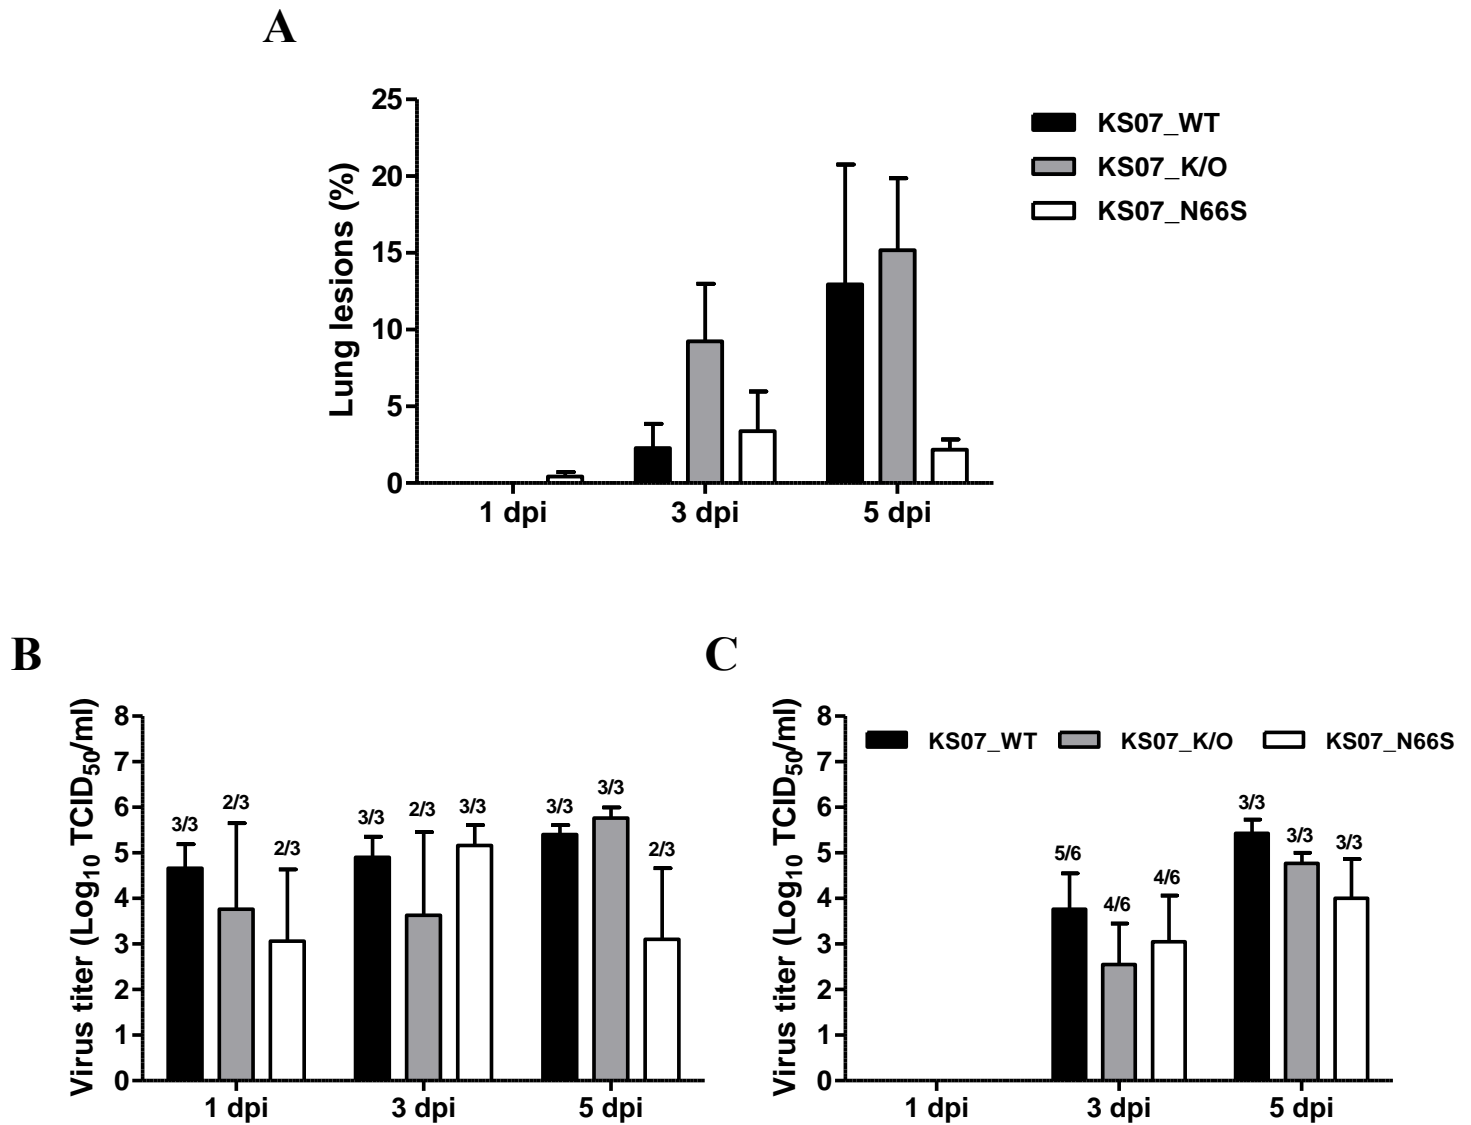 A
25
20
15
10
5
0
Lung lesions (%)
1 dpi
3 dpi
5 dpi
KS07_WT
KS07_K/O
KS07_N66S
B
8
7
6
5
4
3
2
1
0
Virus titer (Log10 TCID50/ml)
3/3
2/3
2/3
3/3
2/3
3/3
3/3
3/3
2/3
1 dpi
3 dpi
5 dpi
C
8
7
6
5
4
3
2
1
0
Virus titer (Log10 TCID50/ml)
KS07_WT
KS07_K/O
KS07_N66S
5/6
4/6
4/6
3/3
3/3
3/3
1 dpi
3 dpi
5 dpi